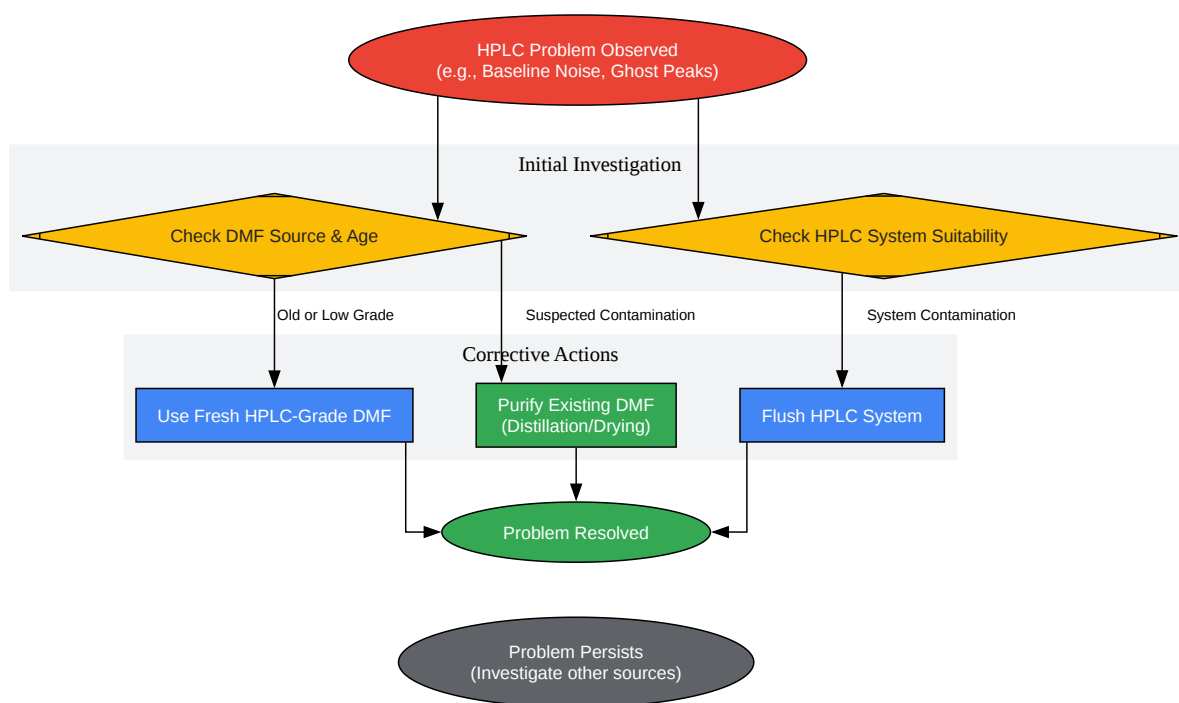 HPLC Problem Observed
(e.g., Baseline Noise, Ghost Peaks)
Initial Investigation
Check DMF Source & Age
Check HPLC System Suitability
Old or Low Grade
Suspected Contamination
System Contamination
Corrective Actions
Use Fresh HPLC-Grade DMF
Purify Existing DMF
(Distillation/Drying)
Flush HPLC System
Problem Resolved
Problem Persists
(Investigate other sources)